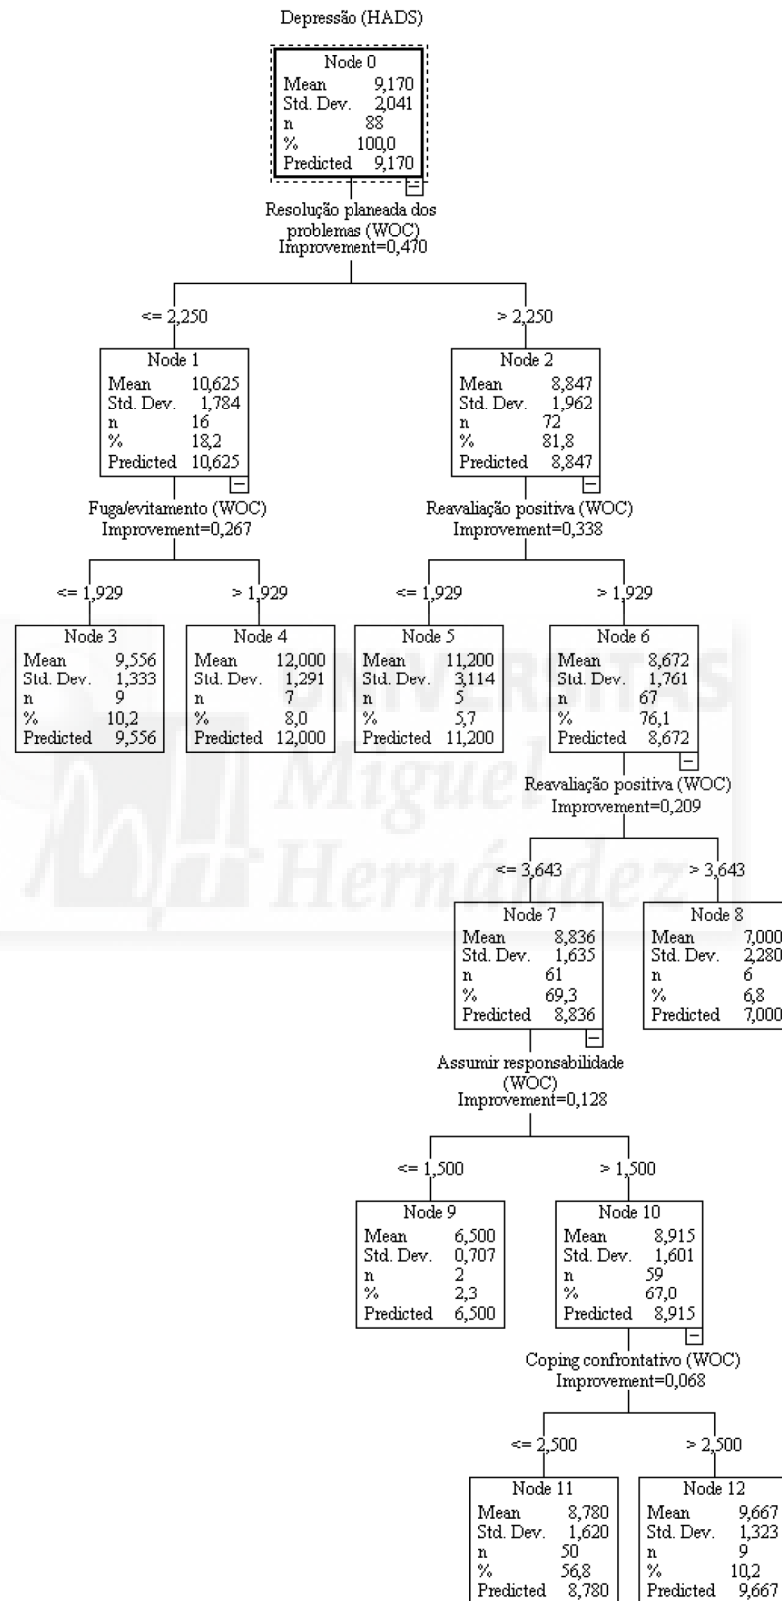 Depressão (HADS)
Node 0
Mean 9,170
Std. Dev. 2,041
n 88
% 100,0
Predicted 9,170
Resolução planeada dos
problemas (WOC)
Improvement=0,470
<= 2,250
> 2,250
Node 1
Mean 10,625
Std. Dev. 1,784
n 16
% 18,2
Predicted 10,625
Node 2
Mean 8,847
Std. Dev. 1,962
n 72
% 81,8
Predicted 8,847
Fuga/evitamento (WOC)
Improvement=0,267
Reavaliação positiva (WOC)
Improvement=0,338
<= 1,929
> 1,929
<= 1,929
> 1,929
Node 3
Mean 9,556
Std. Dev. 1,333
n 9
% 10,2
Predicted 9,556
Node 4
Mean 12,000
Std. Dev. 1,291
n 7
% 8,0
Predicted 12,000
Node 5
Mean 11,200
Std. Dev. 3,114
n 5
% 5,7
Predicted 11,200
Node 6
Mean 8,672
Std. Dev. 1,761
n 67
% 76,1
Predicted 8,672
UNIVERSITAS
Miguel
Hernández
Reavaliação positiva (WOC)
Improvement=0,209
<= 3,643
> 3,643
Node 7
Mean 8,836
Std. Dev. 1,635
n 61
% 69,3
Predicted 8,836
Node 8
Mean 7,000
Std. Dev. 2,280
n 6
% 6,8
Predicted 7,000
Assumir responsabilidade
(WOC)
Improvement=0,128
<= 1,500
> 1,500
Node 9
Mean 6,500
Std. Dev. 0,707
n 2
% 2,3
Predicted 6,500
Node 10
Mean 8,915
Std. Dev. 1,601
n 59
% 67,0
Predicted 8,915
Coping confrontativo (WOC)
Improvement=0,068
<= 2,500
> 2,500
Node 11
Mean 8,780
Std. Dev. 1,620
n 50
% 56,8
Predicted 8,780
Node 12
Mean 9,667
Std. Dev. 1,323
n 9
% 10,2
Predicted 9,667